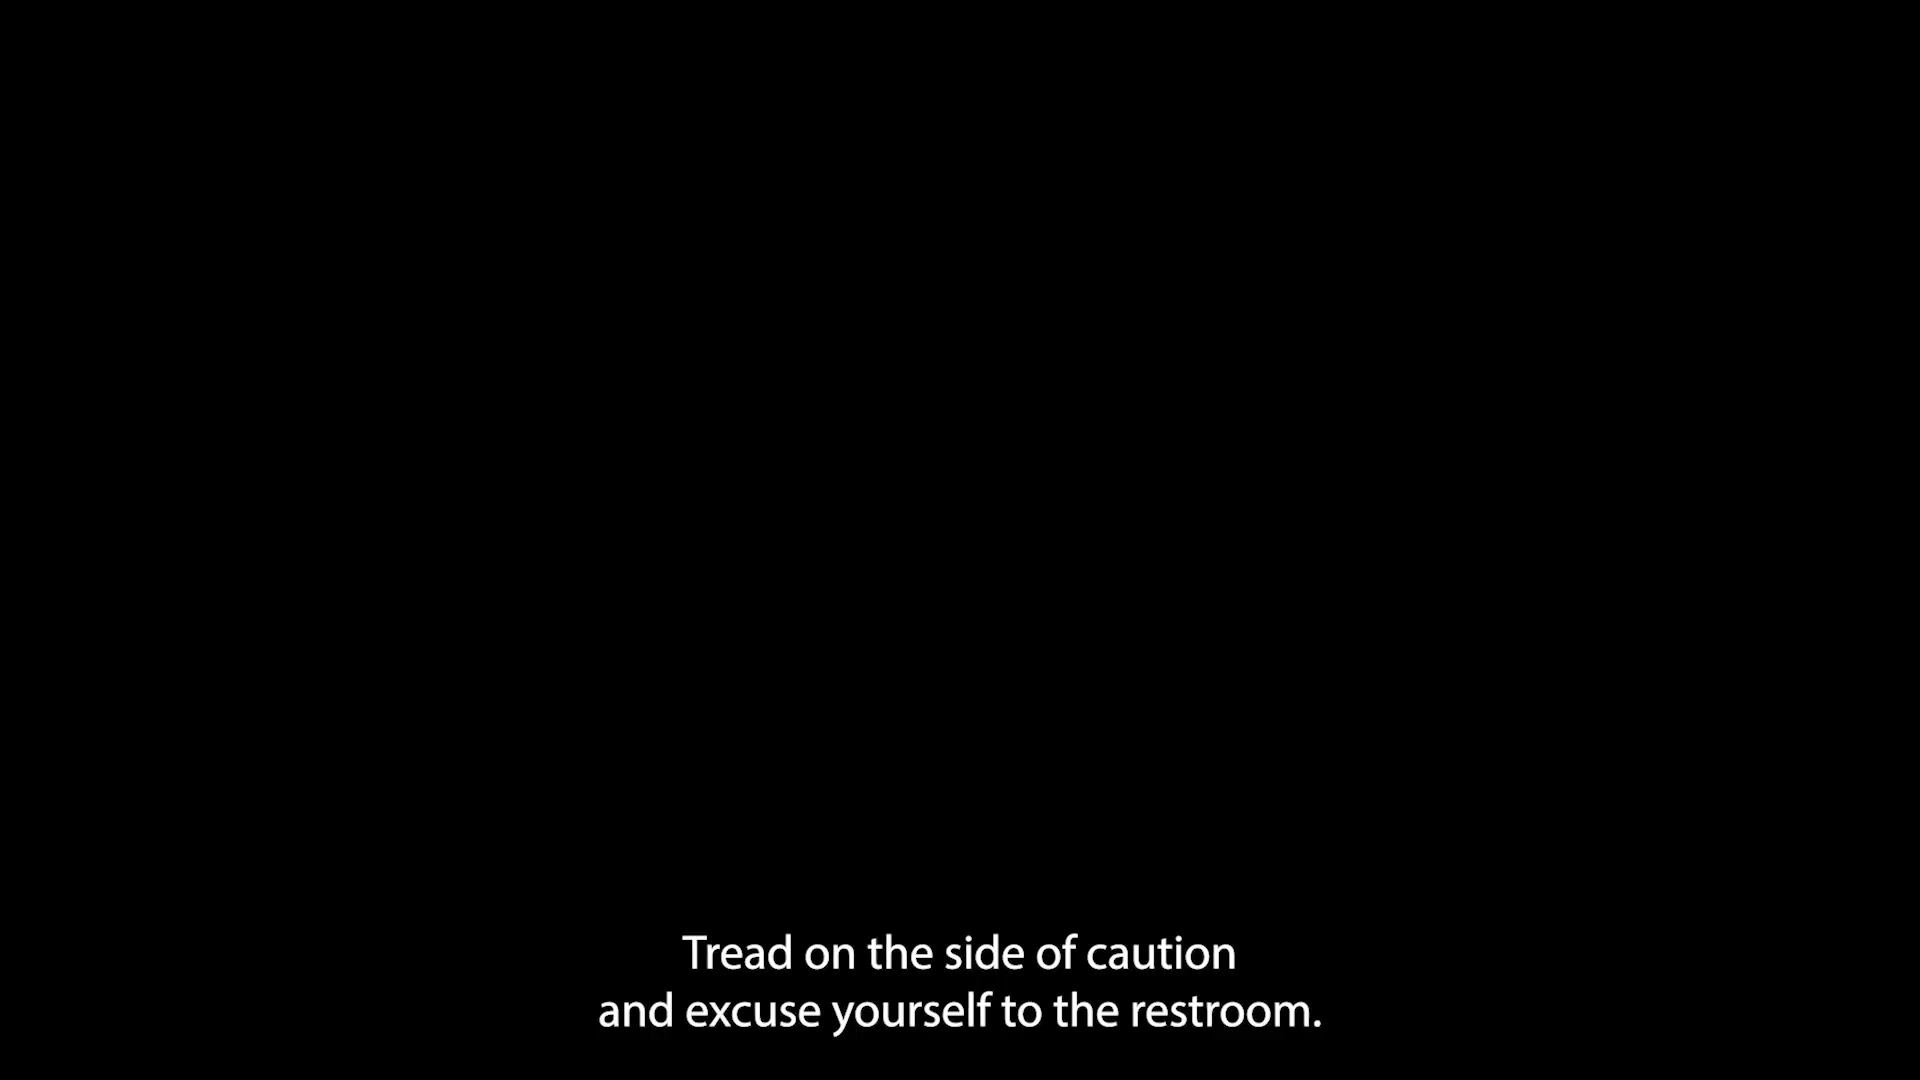 Tread on the side of caution
and excuse yourself to the restroom.